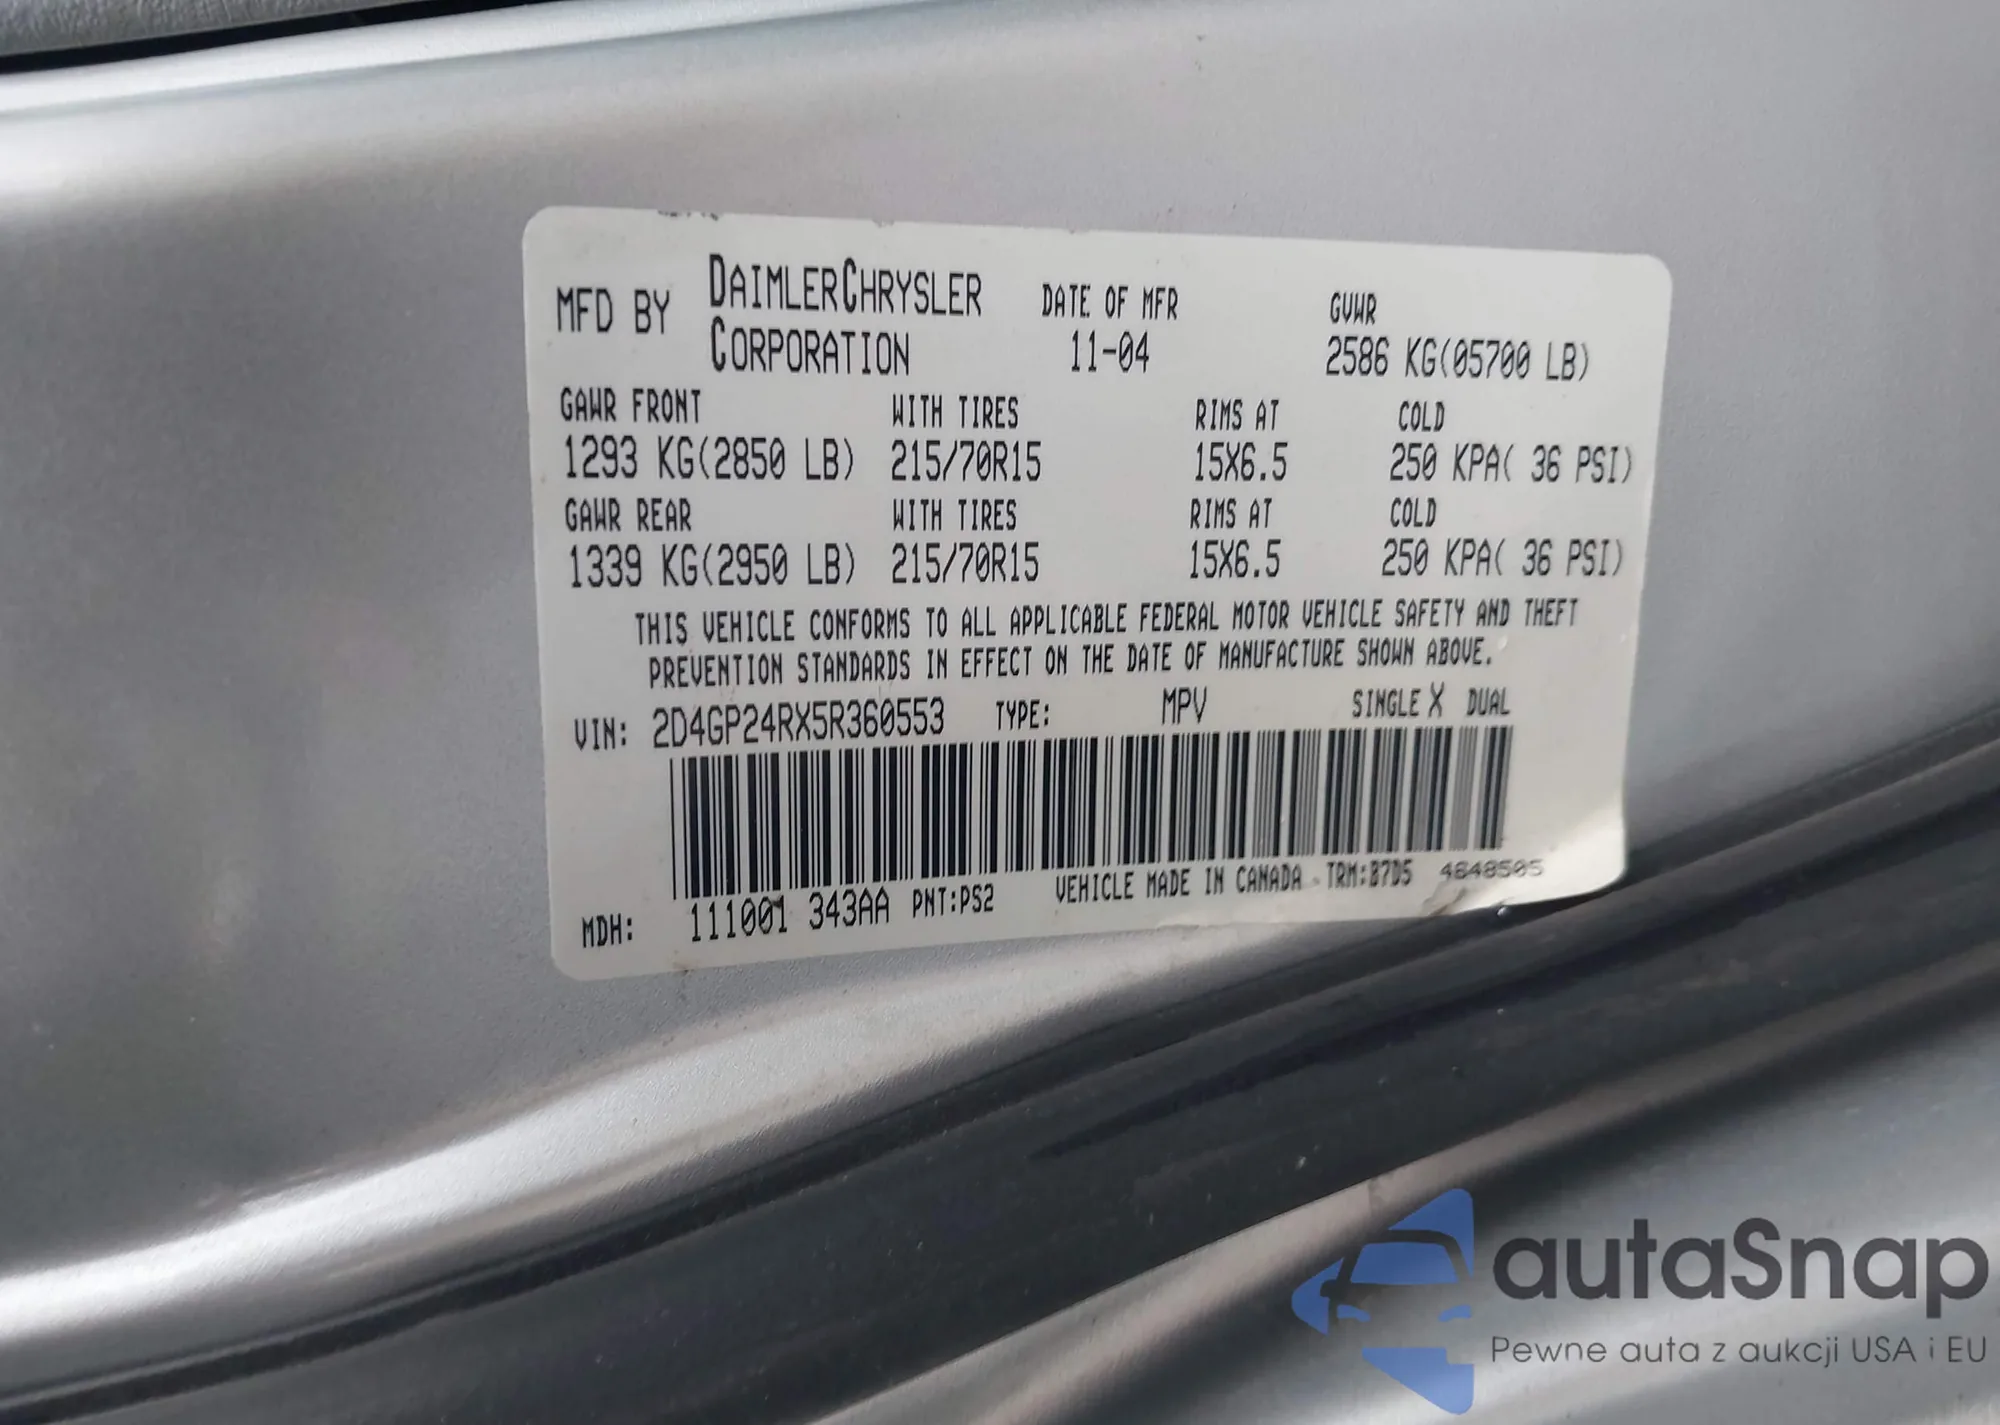 MFD BY DAIMLERCHRYSLER CORPORATION DATE OF MFR 11-04 GVWR 2586 KG(05700 LB)
GAWR FRONT WITH TIRES RIMS AT COLD
1293 KG(2850 LB) 215/70R15 15X6.5 250 KPA( 36 PSI)
GAWR REAR WITH TIRES RIMS AT COLD
1339 KG(2950 LB) 215/70R15 15X6.5 250 KPA( 36 PSI)
THIS VEHICLE CONFORMS TO ALL APPLICABLE FEDERAL MOTOR VEHICLE SAFETY AND THEFT
PREVENTION STANDARDS IN EFFECT ON THE DATE OF MANUFACTURE SHOWN ABOVE.
VIN: 2D4GP24RX5R360553 TYPE: MPV SINGLE X DUAL
MDH: 111001 343AA PNT:PS2 VEHICLE MADE IN CANADA TRM:B7D5 4848505
autaSnap
Pewne auta z aukcji USA i EU